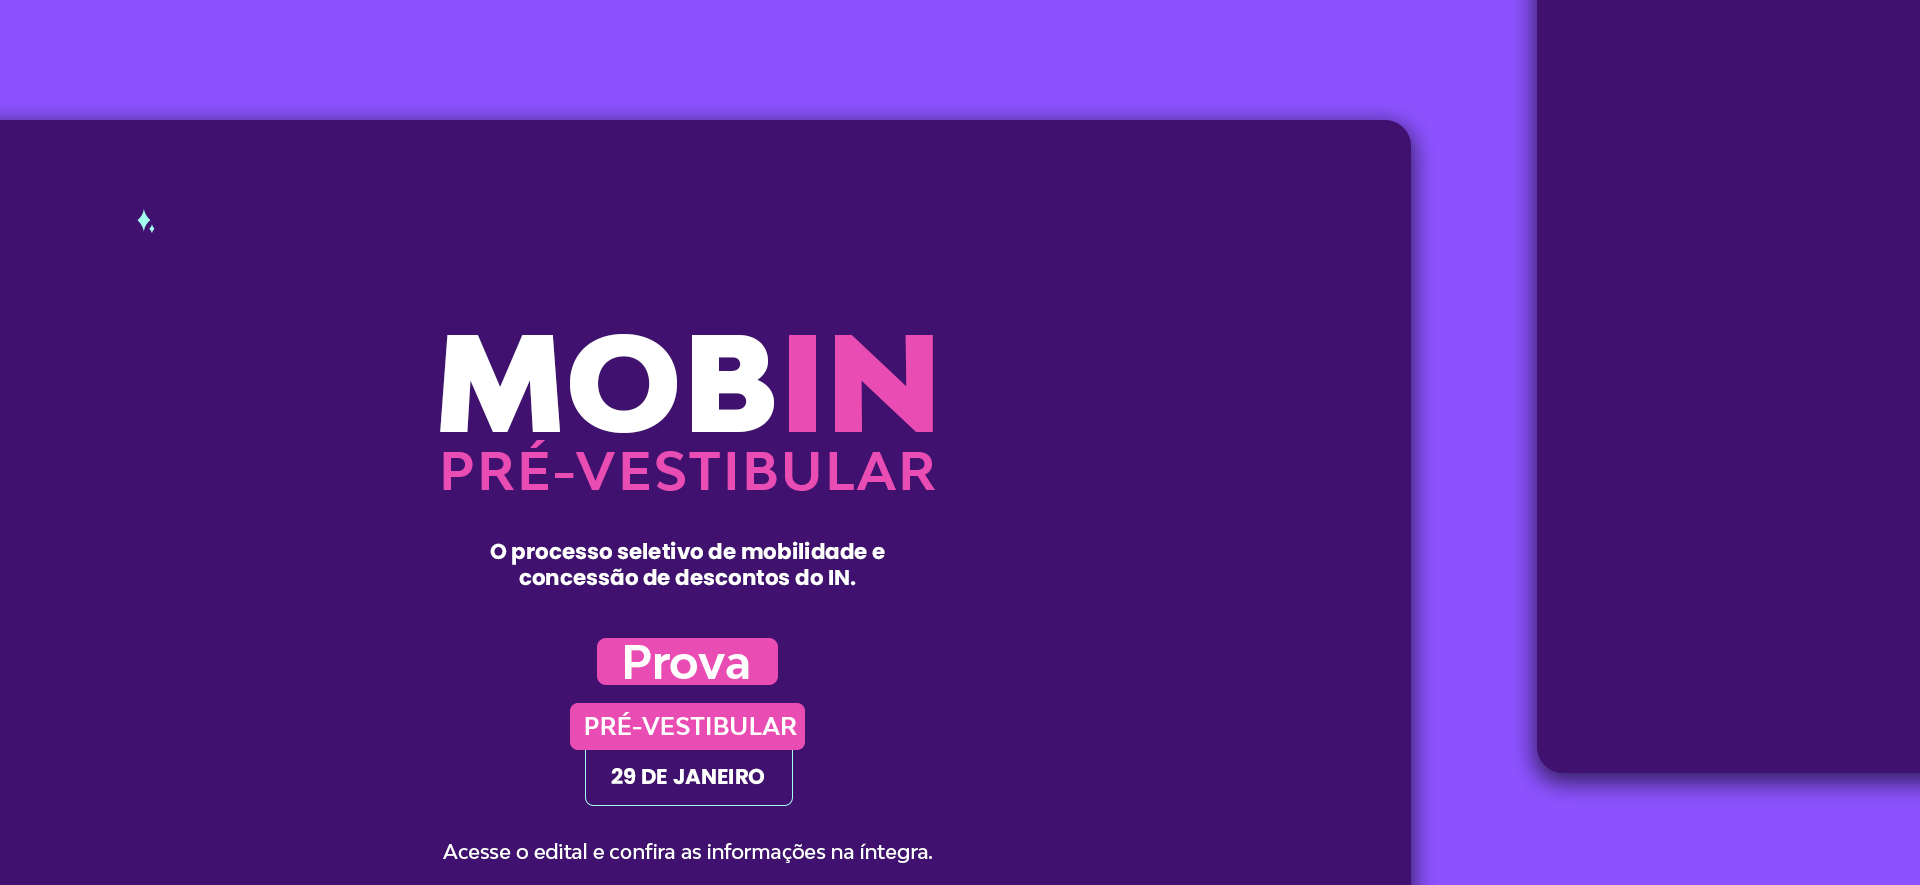 MOBIN
PRÉ-VESTIBULAR
O processo seletivo de mobilidade e
concessão de descontos do IN.
Prova
PRÉ-VESTIBULAR
29 DE JANEIRO
Acesse o edital e confira as informações na íntegra.